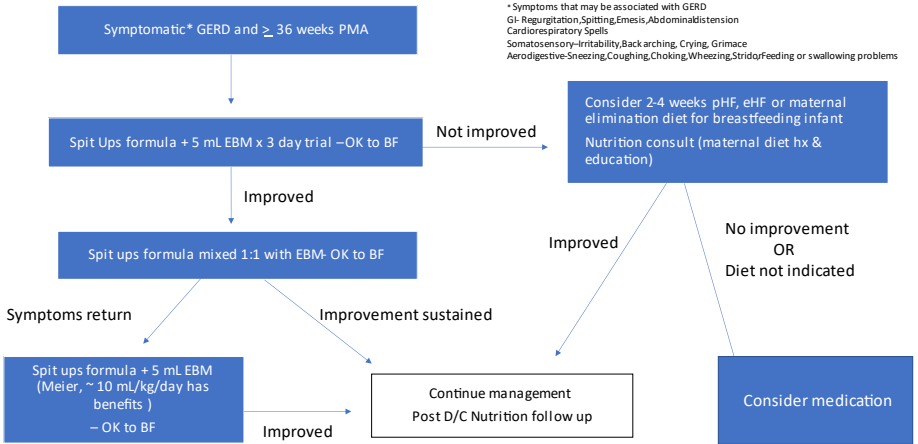 * Symptoms that may be associated with GERD
GI- Regurgitation,Spitting,Emesis,Abdominaldistension
Cardiorespiratory Spells
Somatosensory–Irritability,Back arching, Crying, Grimace
Aerodigestive-Sneezing,Coughing,Choking,Wheezing,Stridor,Feeding or swallowing problems
Symptomatic* GERD and > 36 weeks PMA
Spit Ups formula + 5 mL EBM x 3 day trial –OK to BF
Not improved
Consider 2-4 weeks pHF, eHF or maternal
elimination diet for breastfeeding infant
Nutrition consult (maternal diet hx &
education)
Improved
Spit ups formula mixed 1:1 with EBM- OK to BF
Improved
No improvement
OR
Diet not indicated
Symptoms return
Improvement sustained
Spit ups formula + 5 mL EBM
(Meier, ~ 10 mL/kg/day has
benefits )
– OK to BF
Improved
Continue management
Post D/C Nutrition follow up
Consider medication